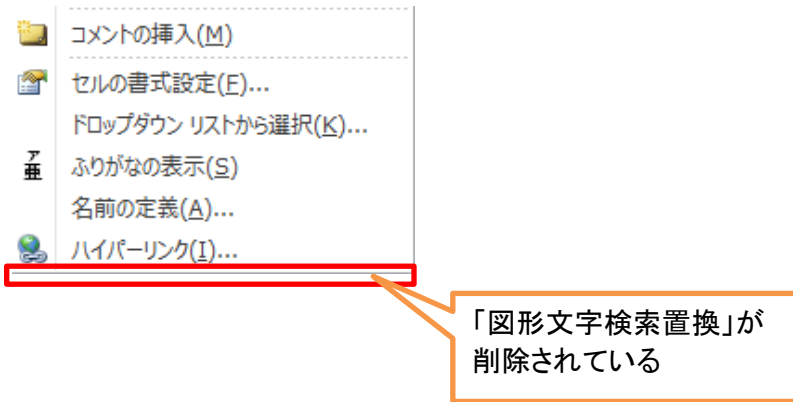 コメントの挿入(M)
セルの書式設定(F)...
ドロップダウン リストから選択(K)...
ア
亜
ふりがなの表示(S)
名前の定義(A)...
ハイパーリンク(I)...
「図形文字検索置換」が
削除されている